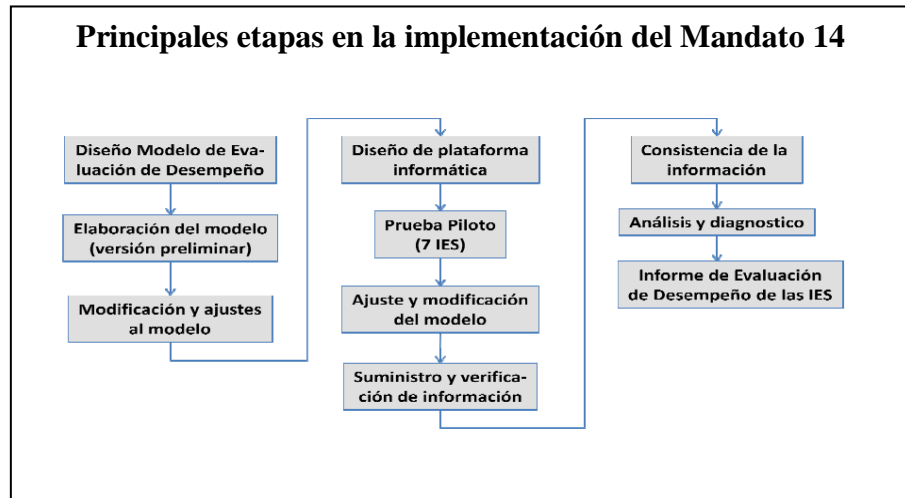 Principales etapas en la implementación del Mandato 14
Diseño Modelo de Eva-
luación de Desempeño
Elaboración del modelo
(versión preliminar)
Modificación y ajustes
al modelo
Diseño de plataforma
informática
Prueba Piloto
(7 IES)
Ajuste y modificación
del modelo
Suministro y verifica-
ción de información
Consistencia de la
información
Análisis y diagnostico
Informe de Evaluación
de Desempeño de las IES